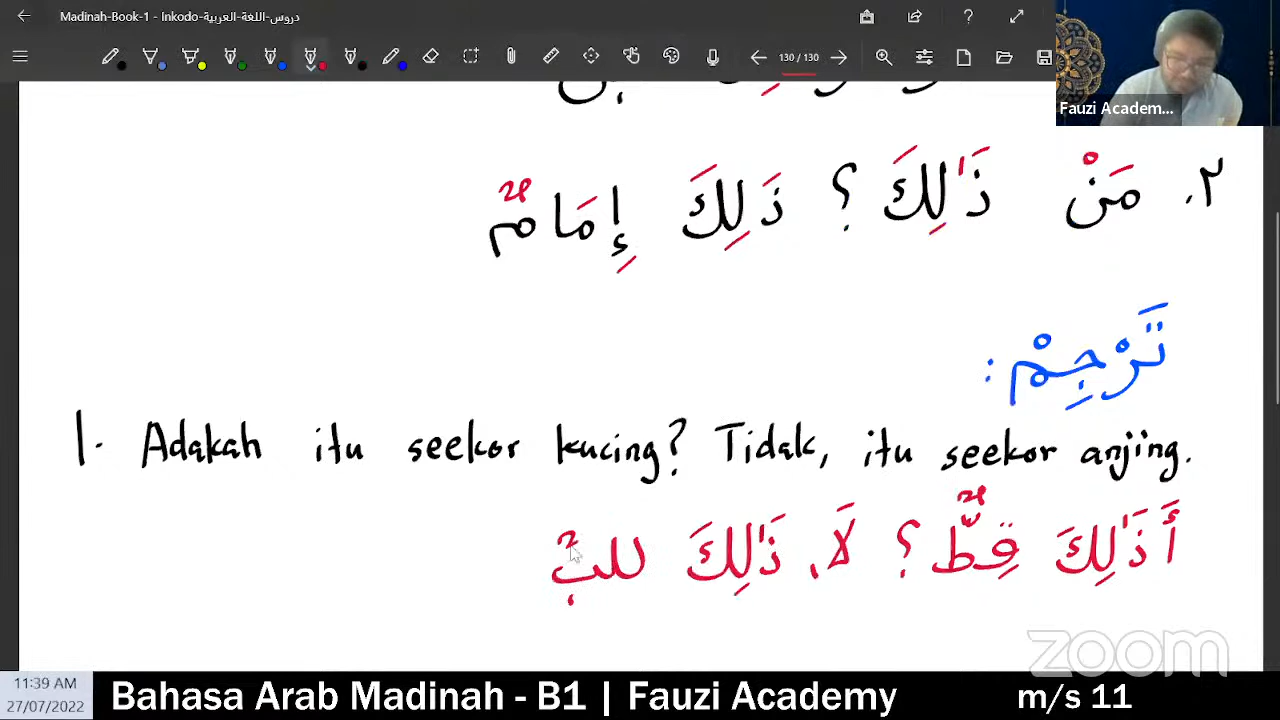 Madinah-Book-1 - Inkodo-دروس-اللغة-العربية
130 / 130
Fauzi Academ...
٢. مَنْ ذَٰلِكَ ؟ ذَلِكَ إِمَامٌ
تَرْجِمْ :
1. Adakah itu seekor kucing? Tidak, itu seekor anjing.
أَذَٰلِكَ قِطٌّ ؟ لَا، ذَٰلِكَ
zoom
11:39 AM
27/07/2022
Bahasa Arab Madinah - B1 | Fauzi Academy
m/s 11